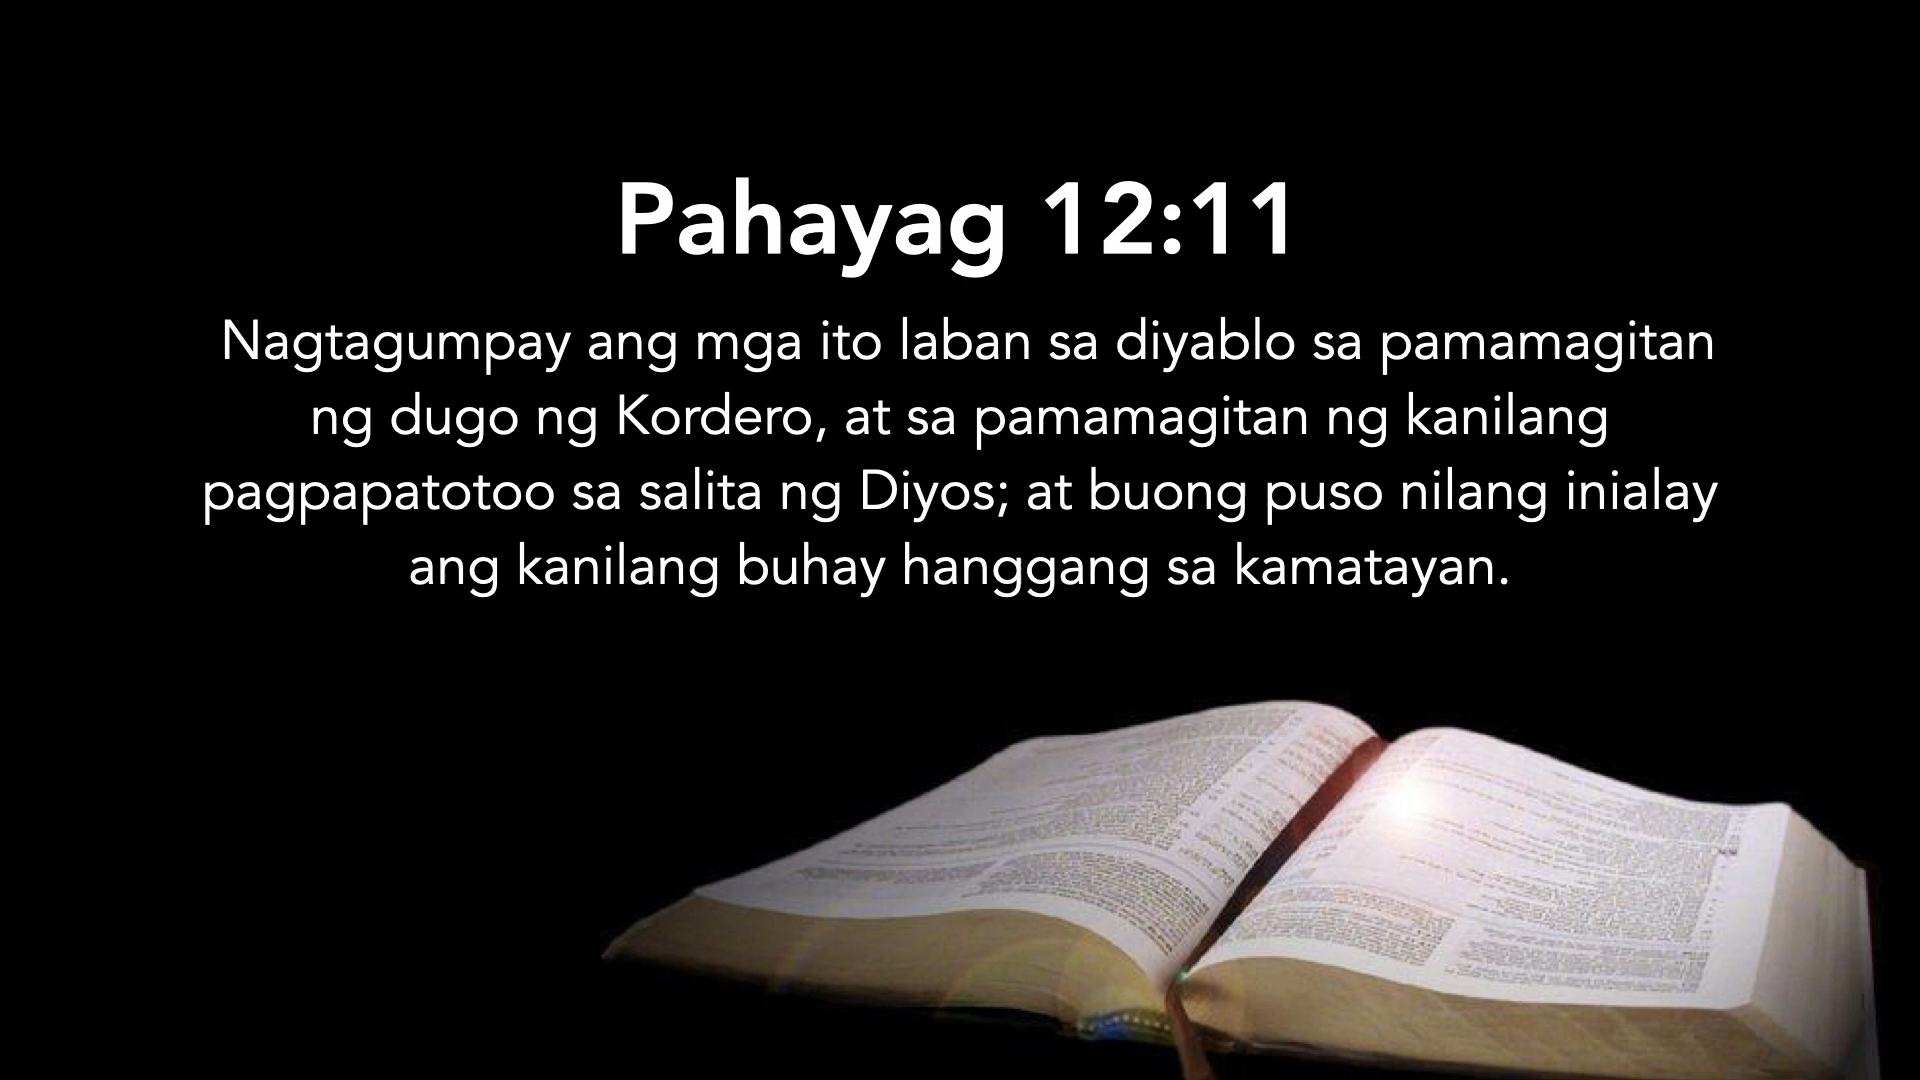 Pahayag 12:11
Nagtagumpay ang mga ito laban sa diyablo sa pamamagitan
ng dugo ng Kordero, at sa pamamagitan ng kanilang
pagpapatotoo sa salita ng Diyos; at buong puso nilang inialay
ang kanilang buhay hanggang sa kamatayan.